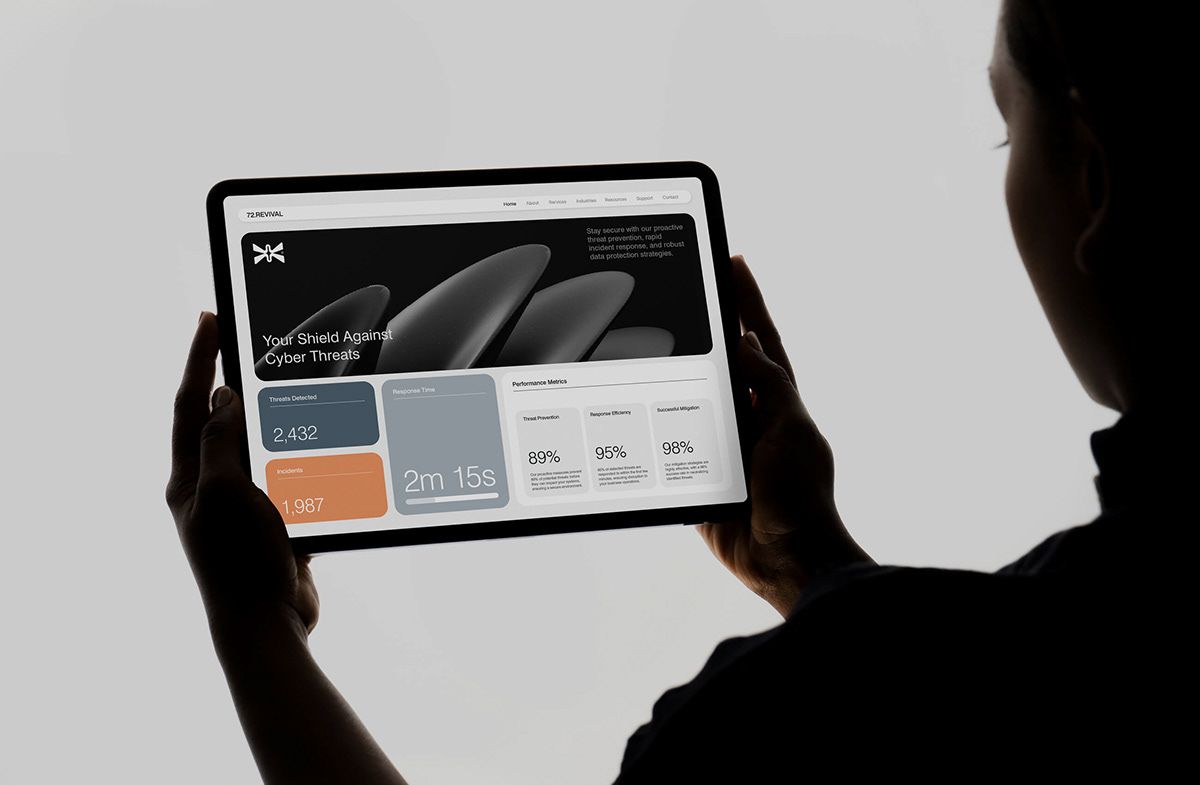 72.REVIVAL
Home About Services Industries Resources Support Contact
Stay secure with our proactive
threat prevention, rapid
incident response, and robust
data protection strategies.
Your Shield Against
Cyber Threats
Threats Detected
2,432
Incidents
1,987
Response Time
2m 15s
Performance Metrics
Threat Prevention
89%
Our proactive measures prevent
89% of potential threats before
they can impact your systems,
ensuring a secure environment.
Response Efficiency
95%
95% of detected threats are
responded to within the first few
minutes, ensuring disruption to
your business operations.
Successful Mitigation
98%
Our mitigation strategies are
highly effective, with a 98%
success rate in neutralizing
identified threats.